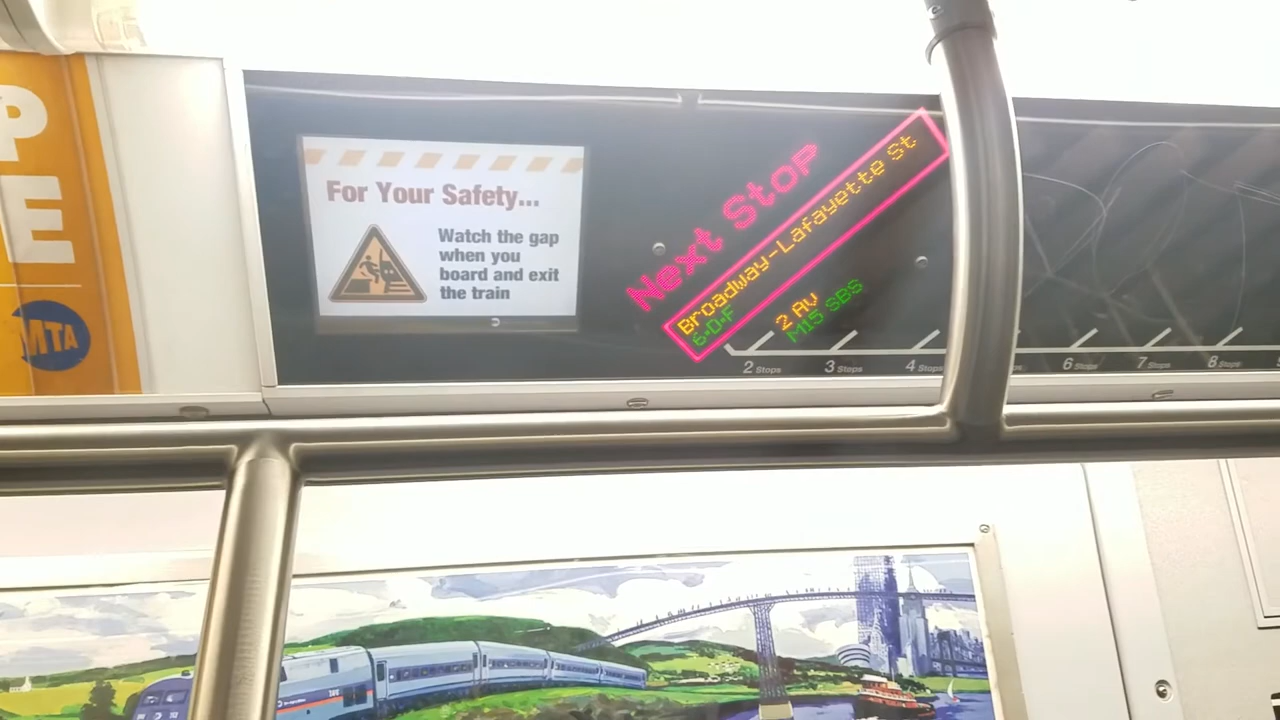 P
E
MTA
For Your Safety...
Watch the gap
when you
board and exit
the train
Next Stop
Broadway-Lafayette St
6•D•F
2 Av
M15 SBS
2 Stops
3 Stops
4 Stops
6 Stops
7 Stops
8 Stops